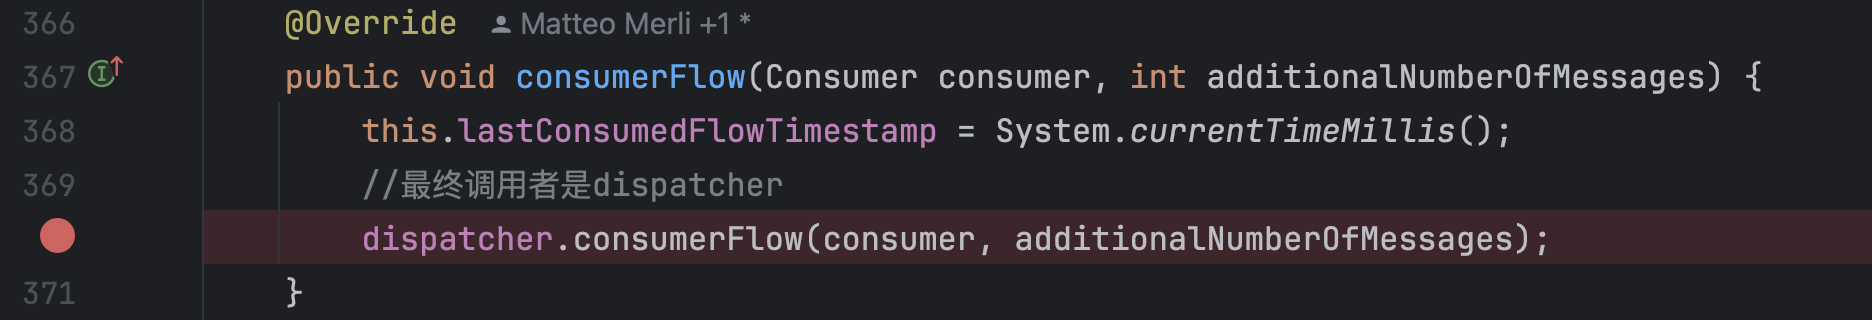 366 @Override Matteo Merli +1 *
367 public void consumerFlow(Consumer consumer, int additionalNumberOfMessages) {
368 this.lastConsumedFlowTimestamp = System.currentTimeMillis();
369 //最终调用者是dispatcher
dispatcher.consumerFlow(consumer, additionalNumberOfMessages);
371 }